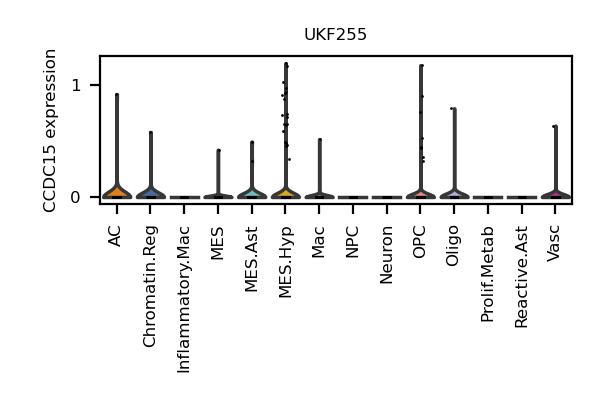 UKF255
CCDC15 expression
1
0
AC
Chromatin.Reg
Inflammatory.Mac
MES
MES.Ast
MES.Hyp
Mac
NPC
Neuron
OPC
Oligo
Prolif.Metab
Reactive.Ast
Vasc